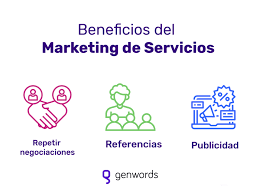 Beneficios del
Marketing de Servicios
Repetir
negociaciones
Referencias
Publicidad
genwords